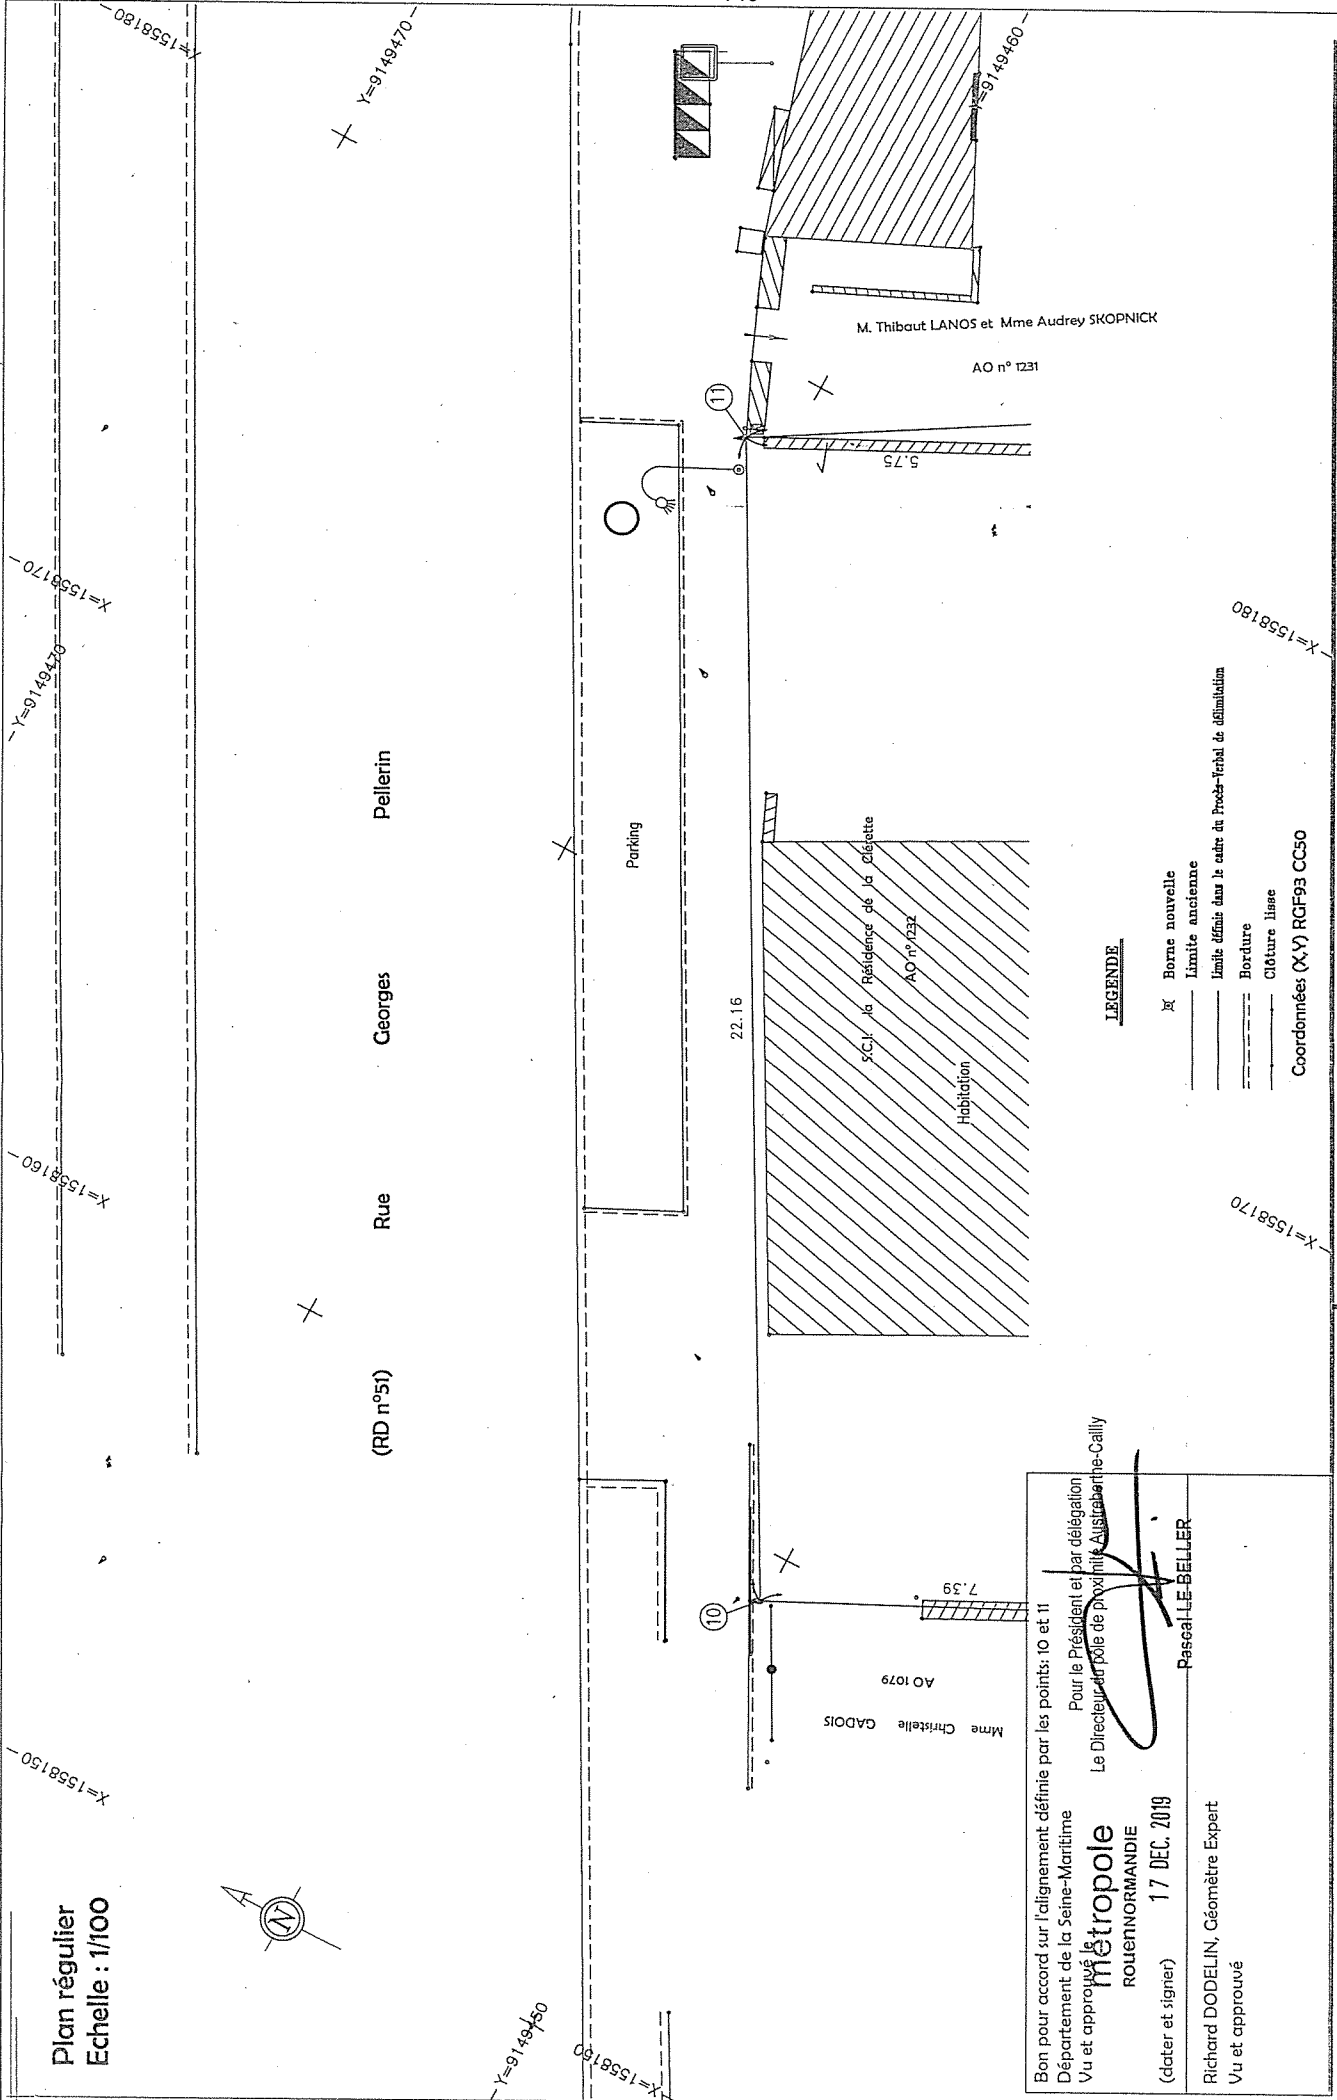 Plan régulier
Echelle : 1/100
N
X=1558150
X=1558160
X=1558170
X=1558180
Y=9149470
Y=9149470
Y=9149460
Y=9149450
X=1558150
X=1558170
X=1558180
(RD n°51) Rue Georges Pellerin
Parking
22.16
10
11
7.39
5.75
Mme Christelle GADOIS
AO 1079
S.C.I. la Résidence de la Clérette
AO n°1232
Habitation
M. Thibaut LANOS et Mme Audrey SKOPNICK
AO n° 1231
LEGENDE
Borne nouvelle
Limite ancienne
Limite définie dans le cadre du Procès-Verbal de délimitation
Bordure
Clôture lisse
Coordonnées (X,Y) RGF93 CC50
Bon pour accord sur l'alignement définie par les points: 10 et 11
Département de la Seine-Maritime
Vu et approuvé le
métropole
ROUENNORMANDIE
(dater et signer)
17 DEC. 2019
Pour le Président et par délégation
Le Directeur du pôle de proximité Austreberthe-Cailly
Pascal LE BELLER
Richard DODELIN, Géomètre Expert
Vu et approuvé